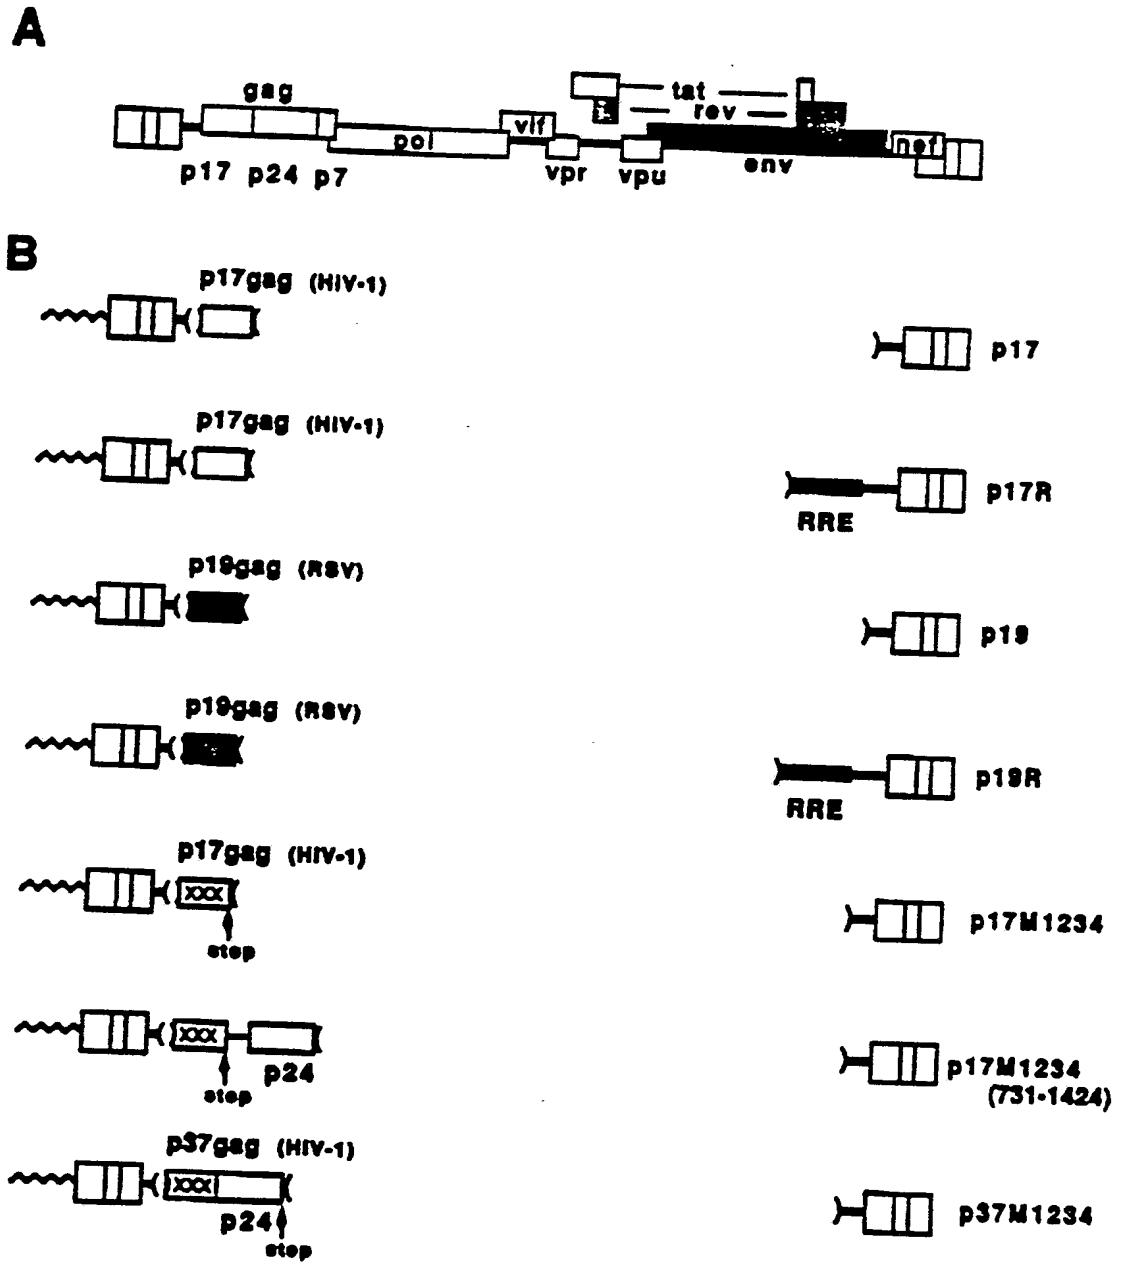 A
gag
tat
rev
vif
pol
nef
env
p17 p24 p7
vpr
vpu
B
p17gag (HIV-1)
p17
p17gag (HIV-1)
p17R
RRE
p19gag (RSV)
p19
p19gag (RSV)
p19R
RRE
p17gag (HIV-1)
XXX
stop
p17M1234
XXX
p24
stop
p17M1234
(731-1424)
p37gag (HIV-1)
XXX
p24
stop
p37M1234